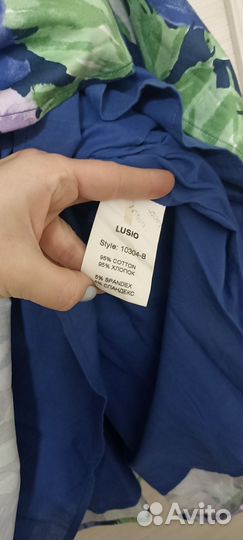 LUSIO
Style: 10304-B
95% COTTON
95% ХЛОПОК
5% SPANDEX
5% СПАНДЕКС
Avito